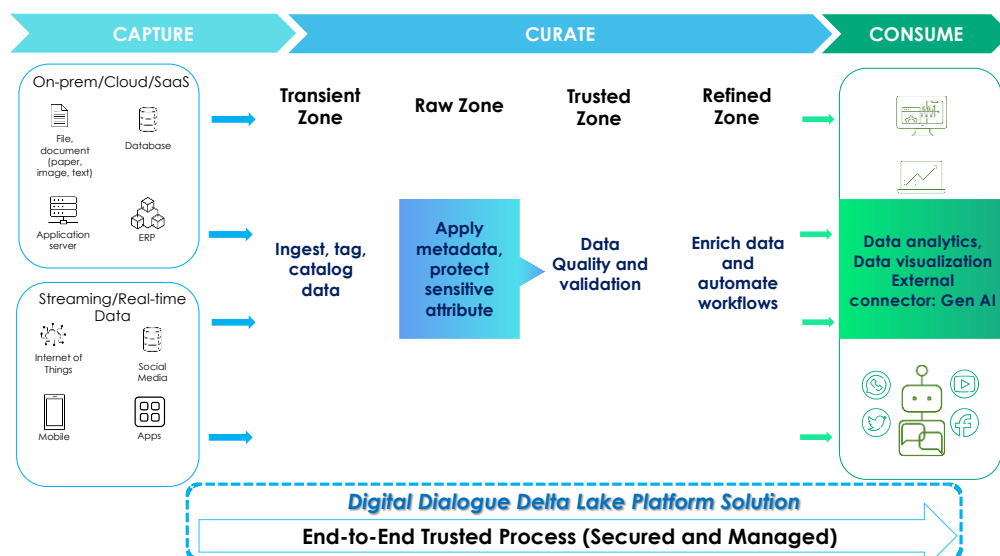 CAPTURE
CURATE
CONSUME
On-prem/Cloud/SaaS
File,
document
(paper,
image, text)
Database
Application
server
ERP
Streaming/Real-time
Data
Internet of
Things
Social
Media
Mobile
Apps
Transient
Zone
Raw Zone
Trusted
Zone
Refined
Zone
Ingest, tag,
catalog
data
Apply
metadata,
protect
sensitive
attribute
Data
Quality and
validation
Enrich data
and
automate
workflows
Data analytics,
Data visualization
External
connector: Gen AI
Digital Dialogue Delta Lake Platform Solution
End-to-End Trusted Process (Secured and Managed)